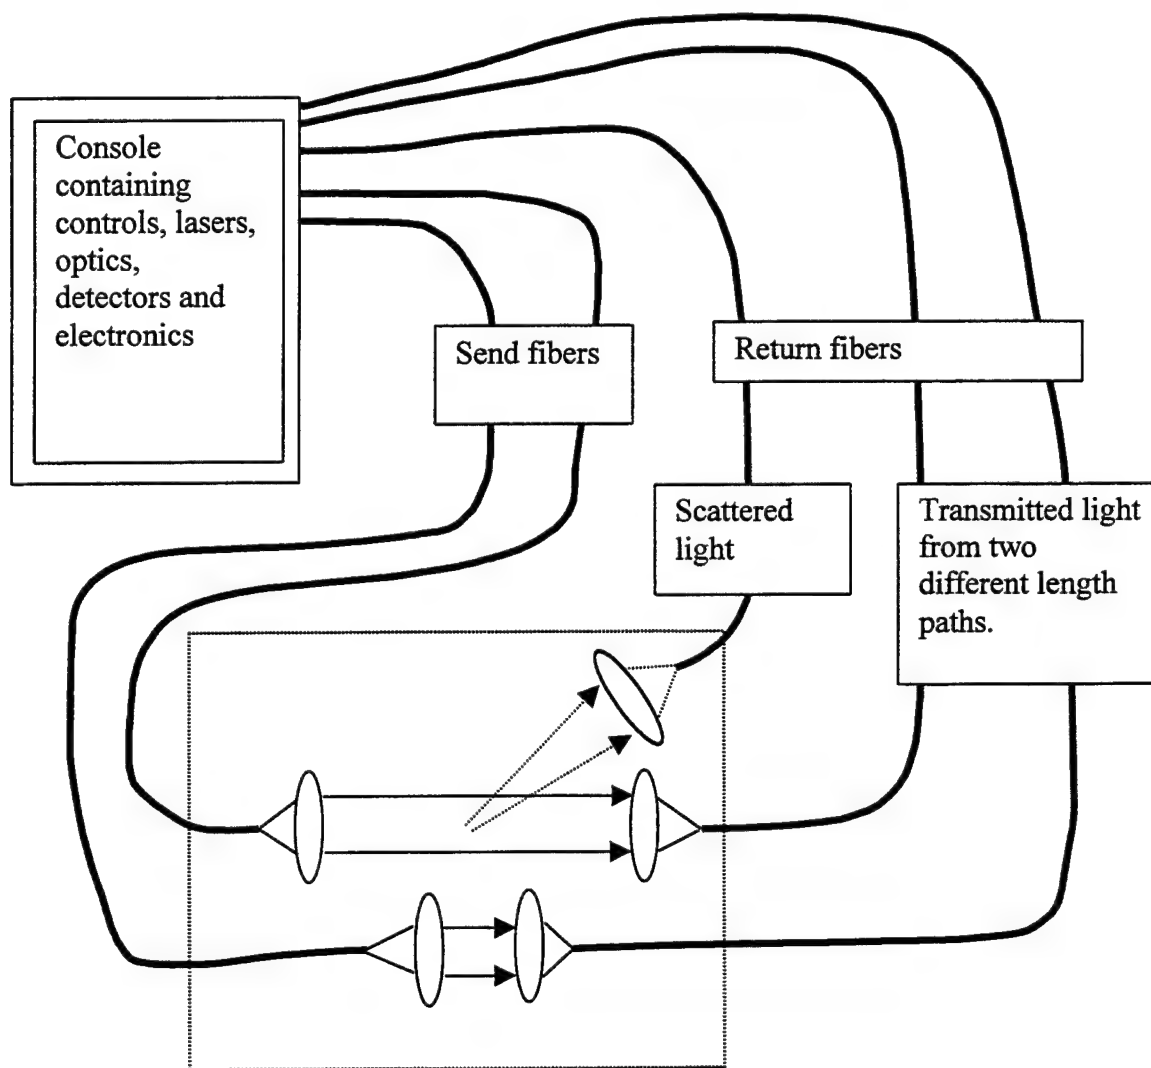 Console
containing
controls, lasers,
optics,
detectors and
electronics
Send fibers
Return fibers
Scattered
light
Transmitted light
from two
different length
paths.